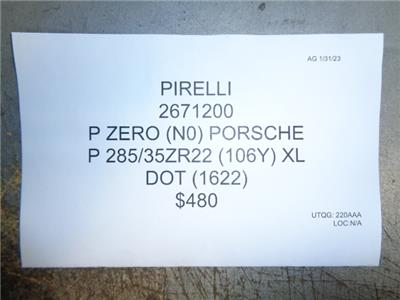 AG 1/31/23
PIRELLI
2671200
P ZERO (N0) PORSCHE
P 285/35ZR22 (106Y) XL
DOT (1622)
$480
UTQG: 220AAA
LOC:N/A